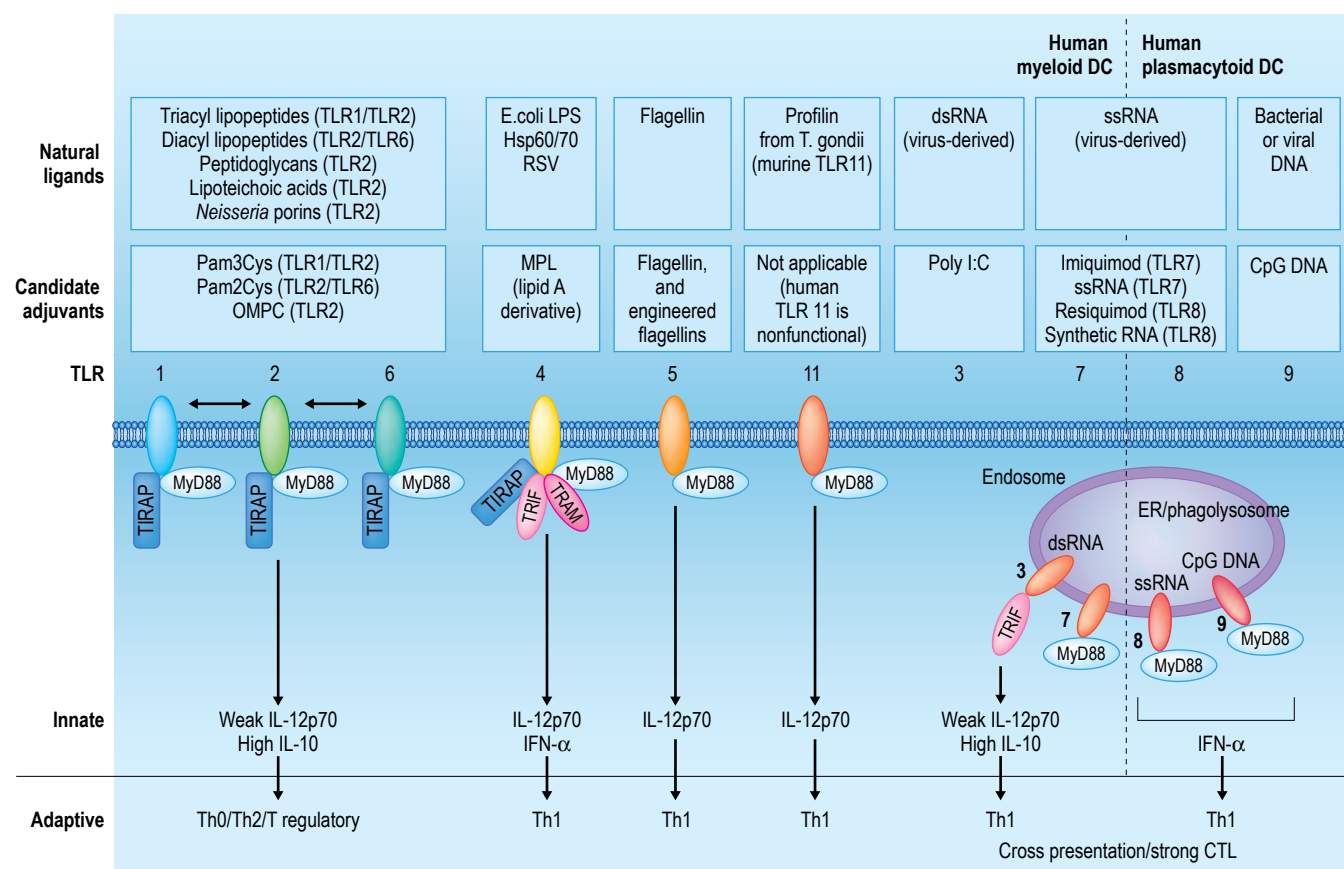 Human
myeloid DC
Human
plasmacytoid DC
Natural
ligands
Triacyl lipopeptides (TLR1/TLR2)
Diacyl lipopeptides (TLR2/TLR6)
Peptidoglycans (TLR2)
Lipoteichoic acids (TLR2)
Neisseria porins (TLR2)
E.coli LPS
Hsp60/70
RSV
Flagellin
Profilin
from T. gondii
(murine TLR11)
dsRNA
(virus-derived)
ssRNA
(virus-derived)
Bacterial
or viral
DNA
Candidate
adjuvants
Pam3Cys (TLR1/TLR2)
Pam2Cys (TLR2/TLR6)
OMPC (TLR2)
MPL
(lipid A
derivative)
Flagellin,
and
engineered
flagellins
Not applicable
(human
TLR 11 is
nonfunctional)
Poly I:C
Imiquimod (TLR7)
ssRNA (TLR7)
Resiquimod (TLR8)
Synthetic RNA (TLR8)
CpG DNA
TLR 1 2 6 4 5 11 3 7 8 9
TIRAP
MyD88
TIRAP
MyD88
TIRAP
MyD88
TIRAP
TRIF
TRAM
MyD88
MyD88
MyD88
Endosome
ER/phagolysosome
dsRNA
CpG DNA
ssRNA
3
TRIF
7
MyD88
8
MyD88
9
MyD88
Innate
Weak IL-12p70
High IL-10
IL-12p70
IFN-α
IL-12p70
IL-12p70
Weak IL-12p70
High IL-10
IFN-α
Adaptive
Th0/Th2/T regulatory
Th1
Th1
Th1
Th1
Th1
Cross presentation/strong CTL